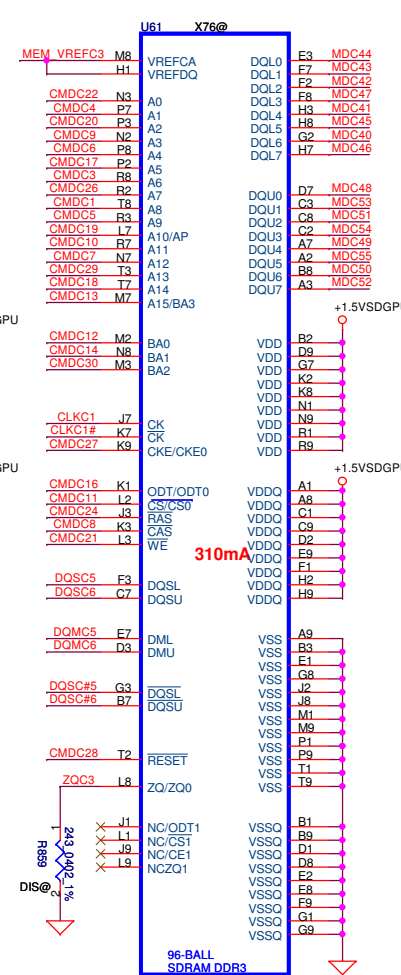 U61 X76@
MEM_VREFC3 M8 VREFCA DQL0 E3 MDC44
H1 VREFDQ DQL1 F7 MDC43
DQL2 F2 MDC42
CMDC22 N3 A0 DQL3 F8 MDC47
CMDC4 P7 A1 DQL4 H3 MDC41
CMDC20 P3 A2 DQL5 H8 MDC45
CMDC9 N2 A3 DQL6 G2 MDC40
CMDC6 P8 A4 DQL7 H7 MDC46
CMDC17 P2 A5
CMDC3 R8 A6
CMDC26 R2 A7 DQU0 D7 MDC48
CMDC1 T8 A8 DQU1 C3 MDC53
CMDC5 R3 A9 DQU2 C8 MDC51
CMDC19 L7 A10/AP DQU3 C2 MDC54
CMDC10 R7 A11 DQU4 A7 MDC49
CMDC7 N7 A12 DQU5 A2 MDC55
CMDC29 T3 A13 DQU6 B8 MDC50
CMDC18 T7 A14 DQU7 A3 MDC52
CMDC13 M7 A15/BA3
+1.5VSDGPU
GPU
CMDC12 M2 BA0 VDD B2
CMDC14 N8 BA1 VDD D9
CMDC30 M3 BA2 VDD G7
VDD K2
VDD K8
VDD N1
CLKC1 J7 CK VDD N9
CLKC1# K7 CK VDD R1
CMDC27 K9 CKE/CKE0 VDD R9
GPU +1.5VSDGPU
CMDC16 K1 ODT/ODT0 VDDQ A1
CMDC11 L2 CS/CS0 VDDQ A8
CMDC24 J3 RAS VDDQ C1
CMDC8 K3 CAS VDDQ C9
CMDC21 L3 WE VDDQ D2
310mA VDDQ E9
VDDQ F1
DQSC5 F3 DQSL VDDQ H2
DQSC6 C7 DQSU VDDQ H9
DQMC5 E7 DML VSS A9
DQMC6 D3 DMU VSS B3
VSS E1
VSS G8
DQSC#5 G3 DQSL VSS J2
DQSC#6 B7 DQSU VSS J8
VSS M1
VSS M9
VSS P1
CMDC28 T2 RESET VSS P9
VSS T1
ZQC3 L8 ZQ/ZQ0 VSS T9
J1 NC/ODT1 VSSQ B1
L1 NC/CS1 VSSQ B9
J9 NC/CE1 VSSQ D1
L9 NCZQ1 VSSQ D8
VSSQ E2
VSSQ E8
VSSQ F9
VSSQ G1
VSSQ G9
1
R859
243_0402_1%
DIS@
2
96-BALL
SDRAM DDR3